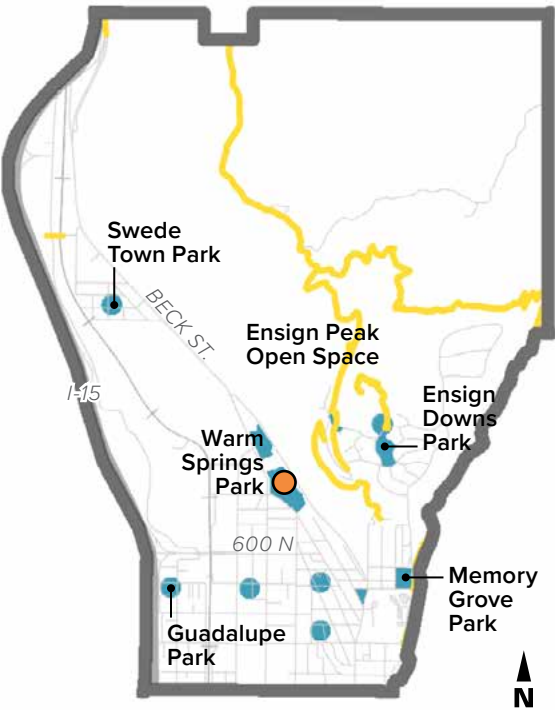 Swede
Town Park
BECK ST.
Ensign Peak
Open Space
I-15
Ensign
Downs
Park
Warm
Springs
Park
600 N
Memory
Grove
Park
Guadalupe
Park
N